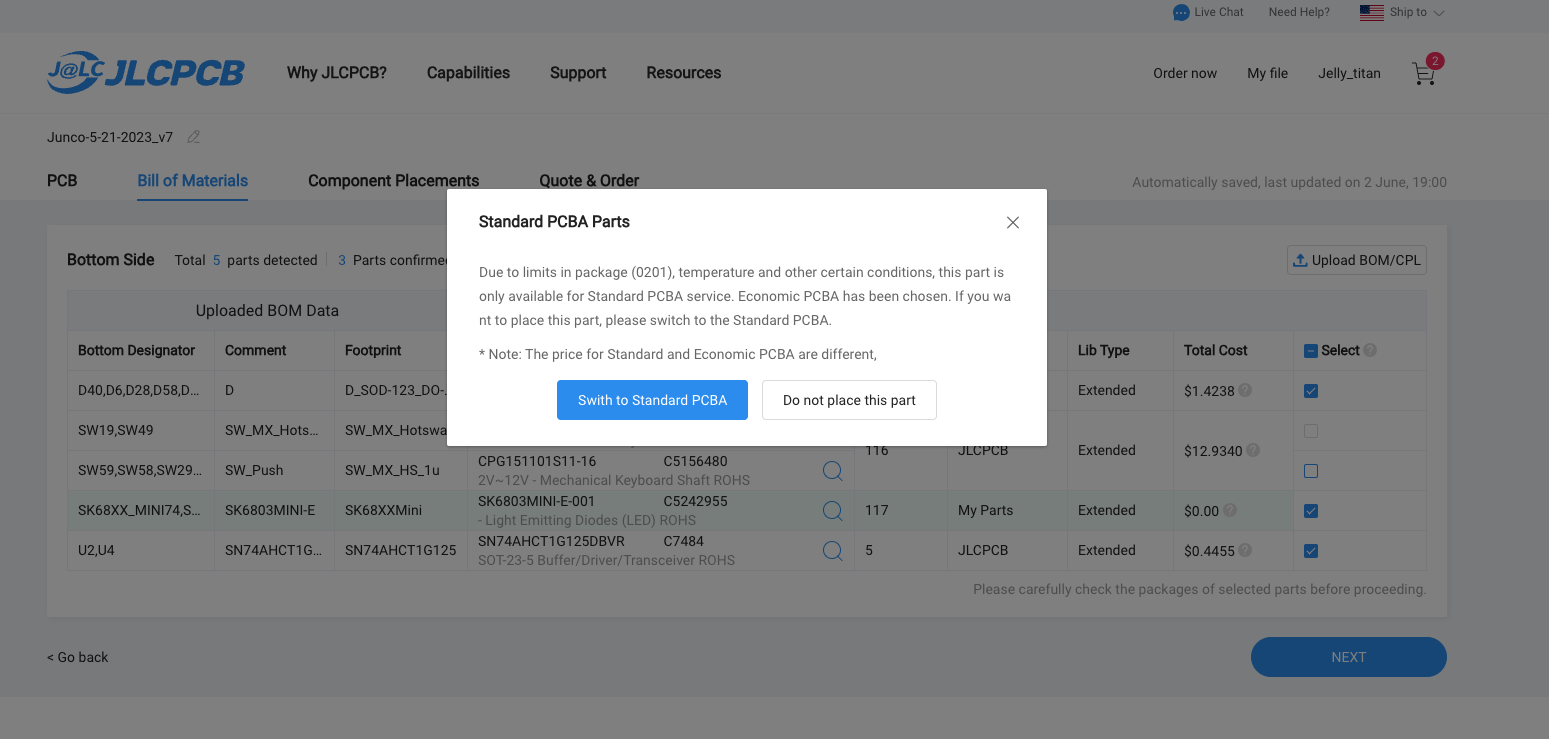 Live Chat Need Help? Ship to
J@LC JLCPCB Why JLCPCB? Capabilities Support Resources Order now My file Jelly_titan 2
Junco-5-21-2023_v7
PCB Bill of Materials Component Placements Quote & Order Automatically saved, last updated on 2 June, 19:00
Standard PCBA Parts
Due to limits in package (0201), temperature and other certain conditions, this part is
only available for Standard PCBA service. Economic PCBA has been chosen. If you wa
nt to place this part, please switch to the Standard PCBA.
* Note: The price for Standard and Economic PCBA are different,
Swith to Standard PCBA Do not place this part
Bottom Side Total 5 parts detected 3 Parts confirmed Upload BOM/CPL
Uploaded BOM Data
Bottom Designator Comment Footprint Lib Type Total Cost Select ?
D40,D6,D28,D58,D... D D_SOD-123_DO-. Extended $1.4238 ?
SW19,SW49 SW_MX_Hots... SW_MX_Hotswa
116 JLCPCB $12.9340 ?
Extended
SW59,SW58,SW29... SW_Push SW_MX_HS_1u CPG151101S11-16 C5156480
2V~12V - Mechanical Keyboard Shaft ROHS
SK68XX_MINI74,S... SK6803MINI-E SK68XXMini SK6803MINI-E-001 C5242955 117 My Parts Extended $0.00 ?
- Light Emitting Diodes (LED) ROHS
U2,U4 SN74AHCT1G... SN74AHCT1G125 SN74AHCT1G125DBVR C7484 5 JLCPCB Extended $0.4455 ?
SOT-23-5 Buffer/Driver/Transceiver ROHS
Please carefully check the packages of selected parts before proceeding.
< Go back NEXT